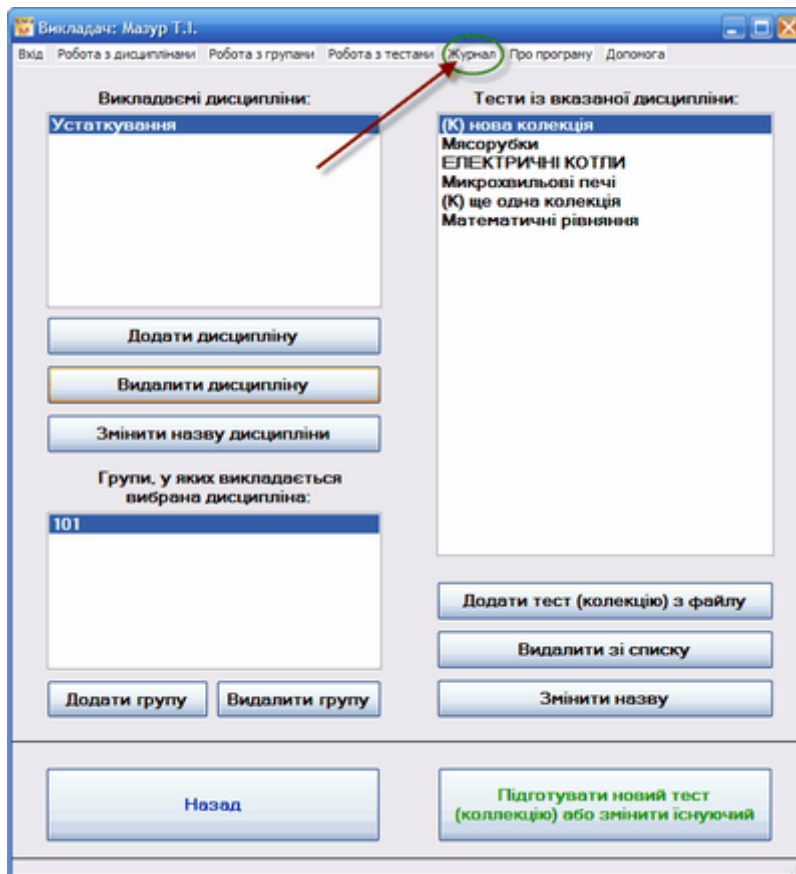 Викладач: Мазур Т.І.
Вхід Робота з дисциплінами Робота з групами Робота з тестами Журнал Про програму Допомога
Викладаємі дисципліни:
Устаткування
Додати дисципліну
Видалити дисципліну
Змінити назву дисципліни
Групи, у яких викладається
вибрана дисципліна:
101
Додати групу Видалити групу
Тести із вказаної дисципліни:
(К) нова колекція
Мясорубки
ЕЛЕКТРИЧНІ КОТЛИ
Микрохвильові печі
(К) ще одна колекція
Математичні рівняння
Додати тест (колекцію) з файлу
Видалити зі списку
Змінити назву
Назад
Підготувати новий тест
(коллекцію) або змінити їснуючий